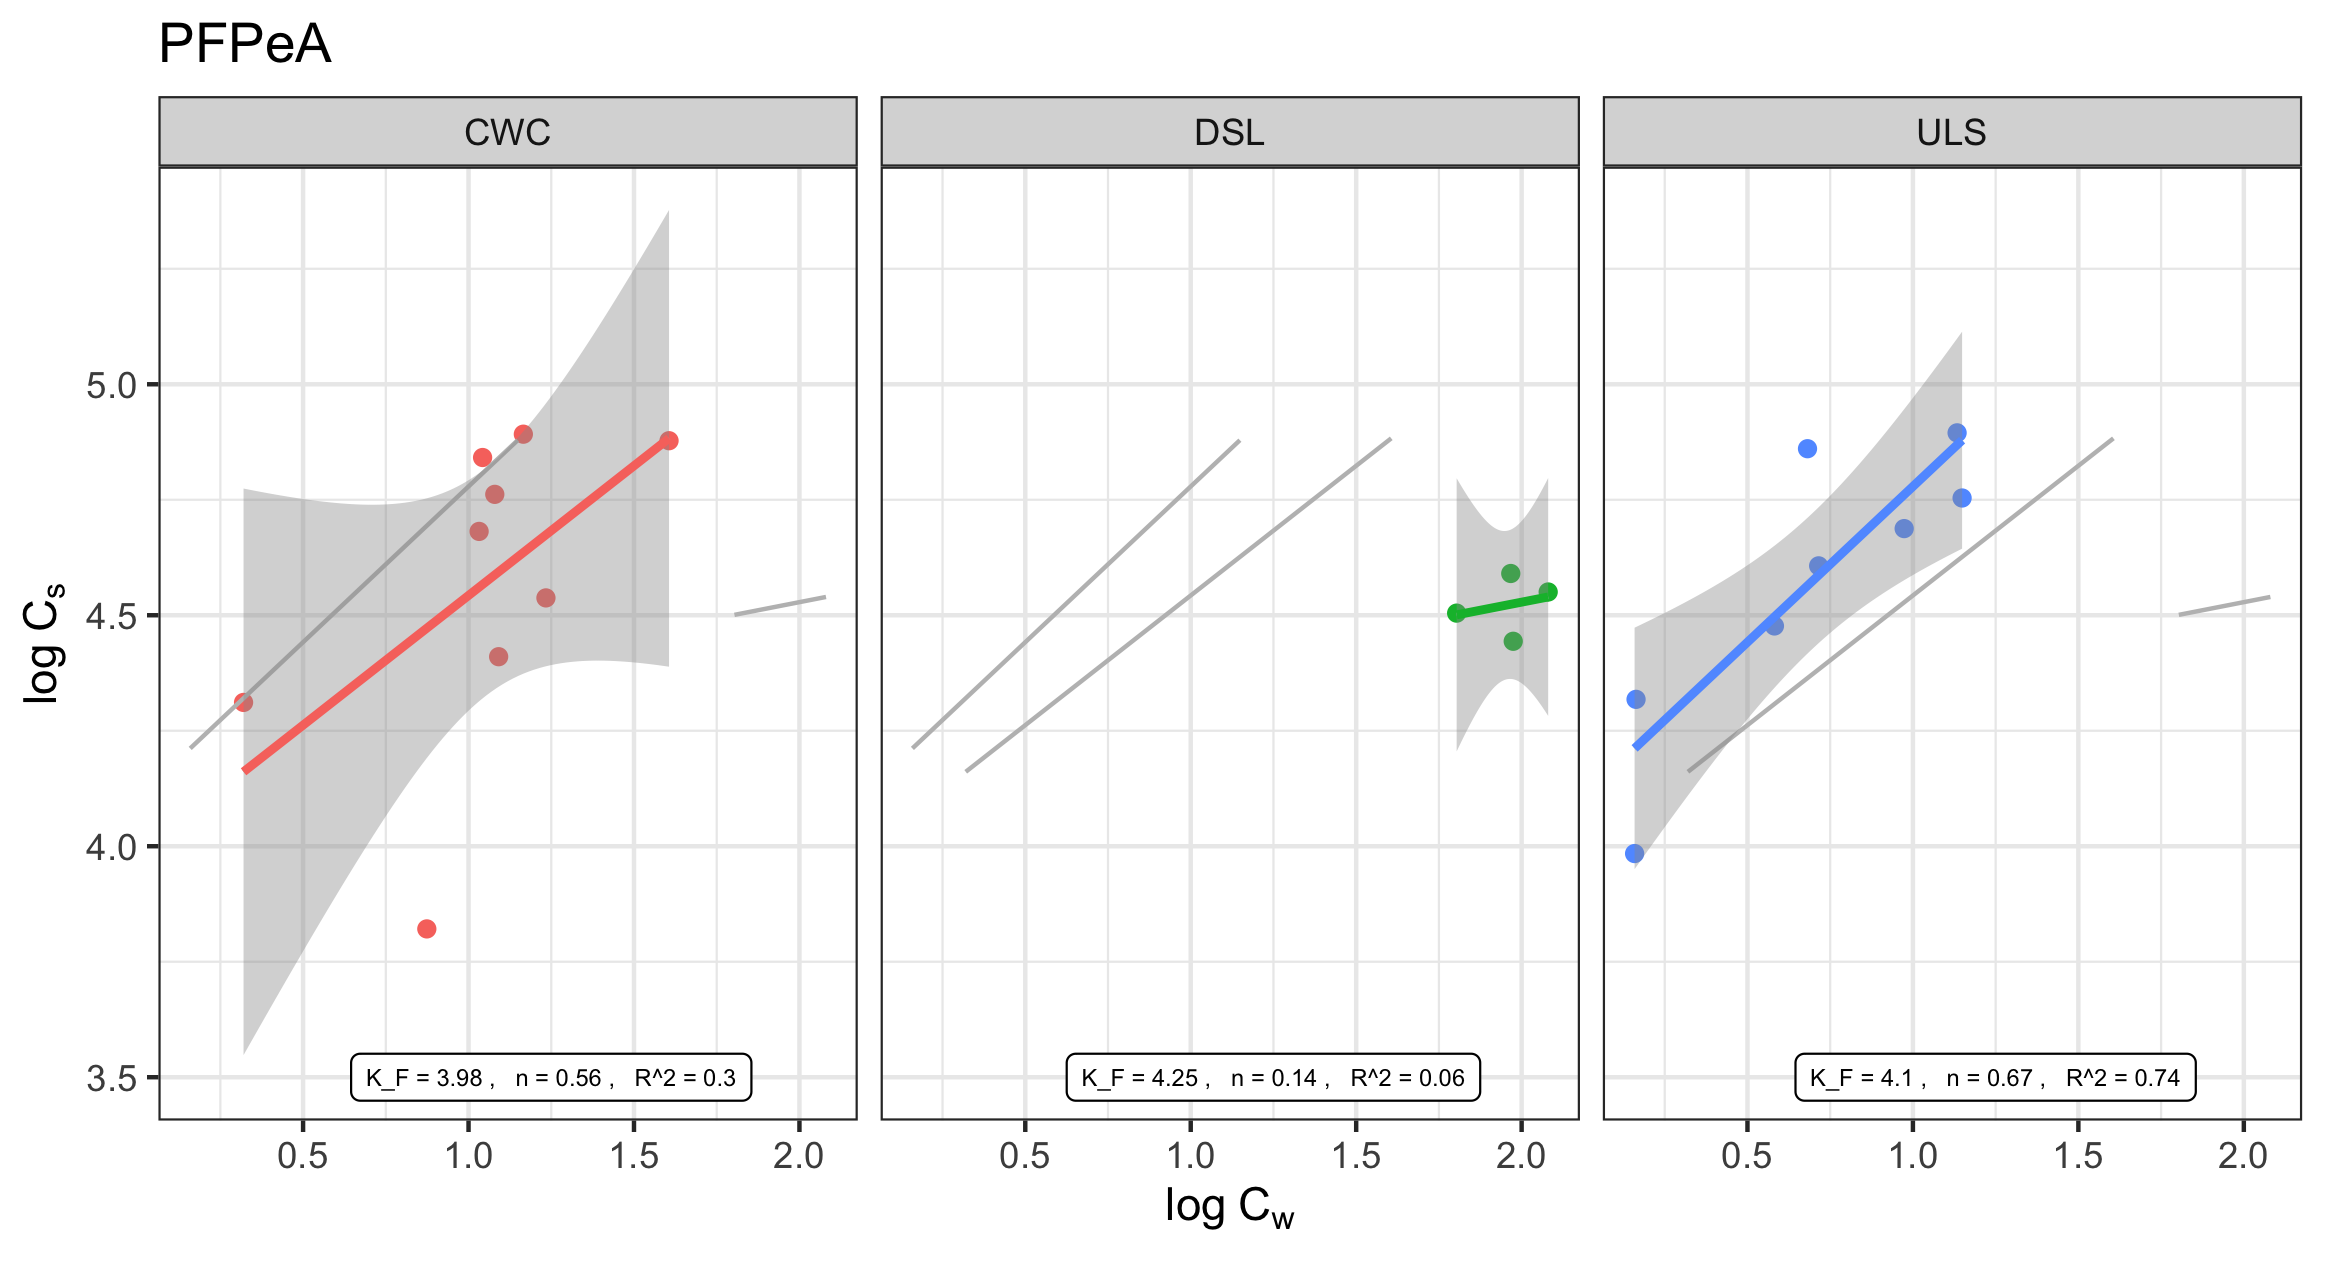 PFPeA
CWC DSL ULS
log Cs
5.0
4.5
4.0
3.5
K_F = 3.98 , n = 0.56 , R^2 = 0.3
K_F = 4.25 , n = 0.14 , R^2 = 0.06
K_F = 4.1 , n = 0.67 , R^2 = 0.74
0.5 1.0 1.5 2.0 0.5 1.0 1.5 2.0 0.5 1.0 1.5 2.0
log Cw